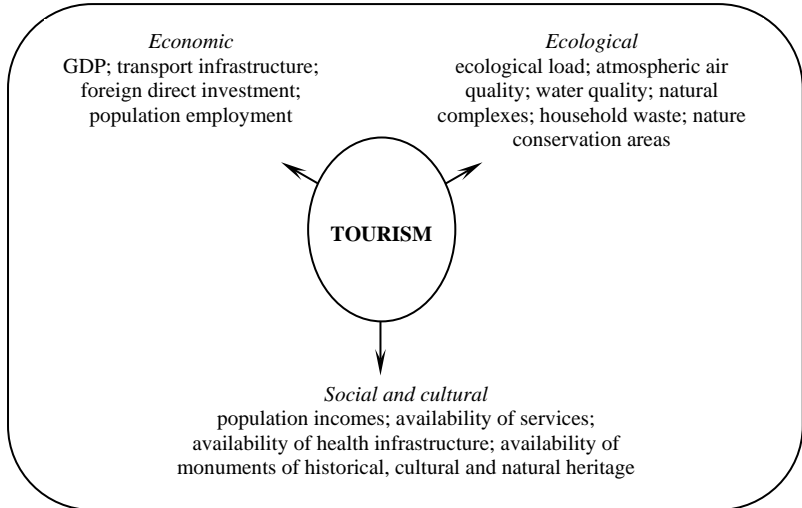 Economic
GDP; transport infrastructure;
foreign direct investment;
population employment
Ecological
ecological load; atmospheric air
quality; water quality; natural
complexes; household waste; nature
conservation areas
TOURISM
Social and cultural
population incomes; availability of services;
availability of health infrastructure; availability of
monuments of historical, cultural and natural heritage